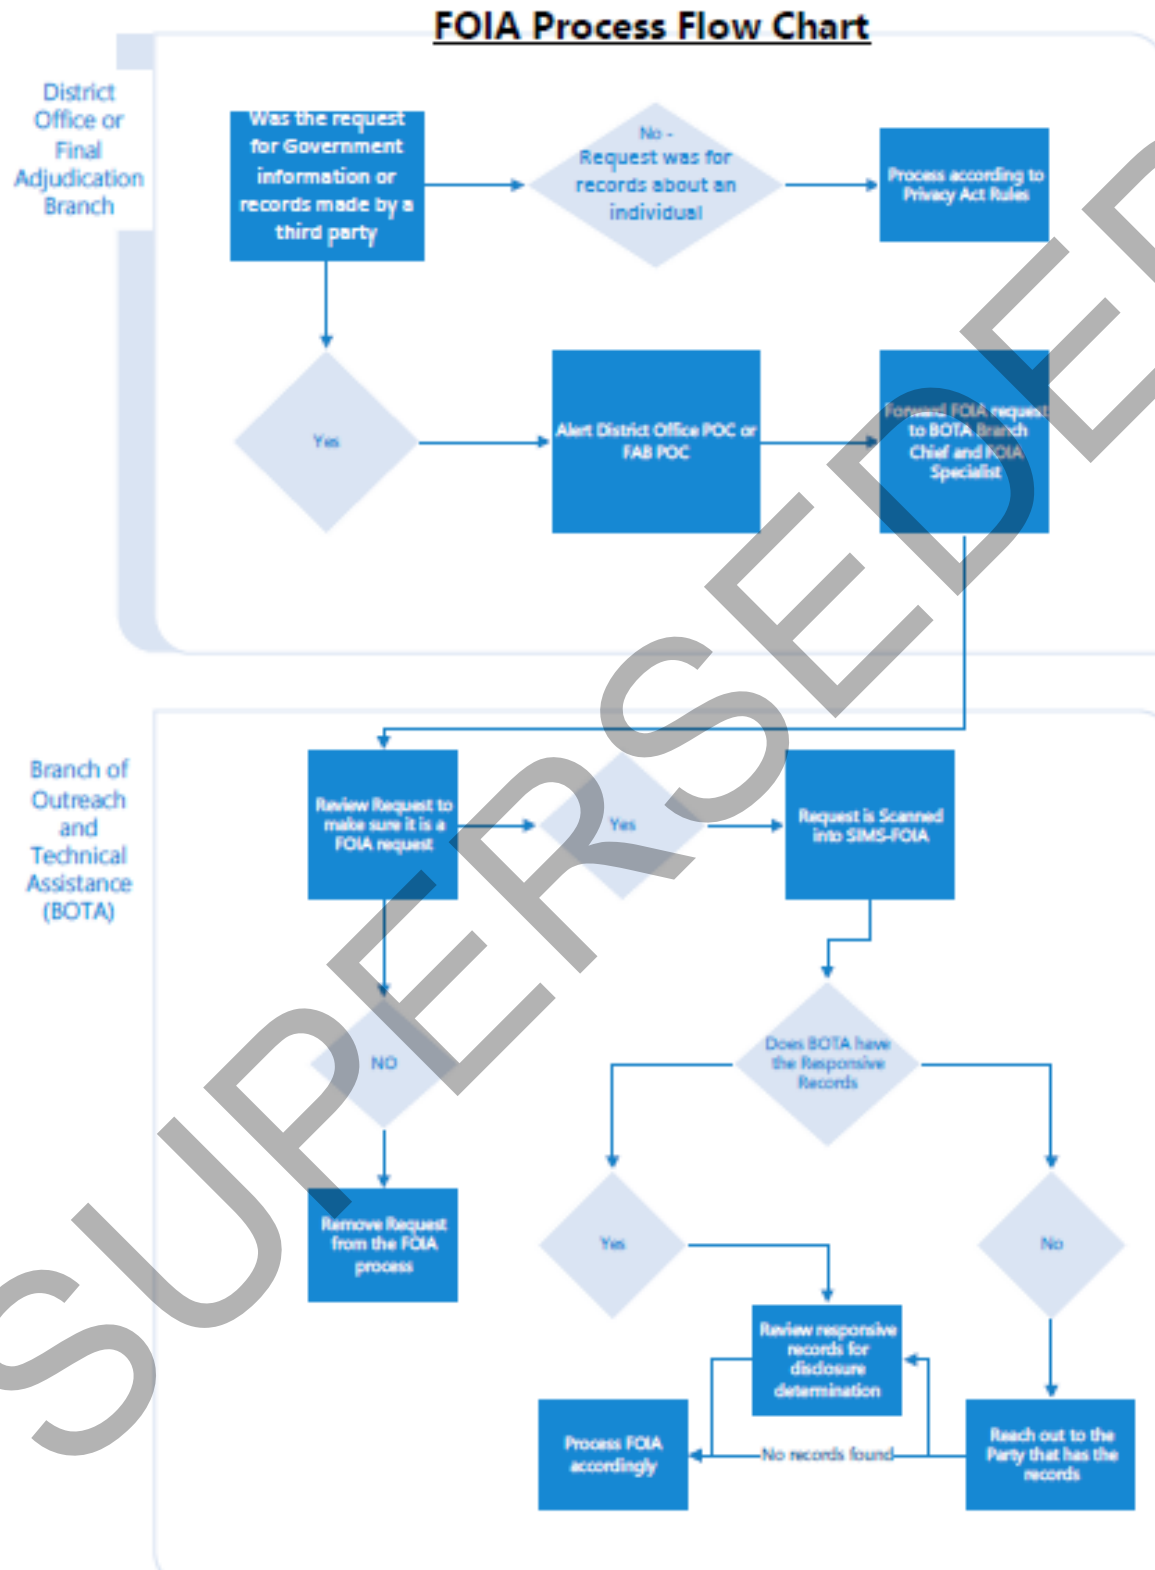 FOIA Process Flow Chart
District
Office or
Final
Adjudication
Branch
Was the request
for Government
information or
records made by a
third party
No -
Request was for
records about an
individual
Process according to
Privacy Act Rules
Yes
Alert District Office POC or
FAB POC
Forward FOIA request
to BOTA Branch
Chief and FOIA
Specialist
Branch of
Outreach
and
Technical
Assistance
(BOTA)
Review Request to
make sure it is a
FOIA request
Yes
Request is Scanned
into SIMS-FOIA
NO
Does BOTA have
the Responsive
Records
Remove Request
from the FOIA
process
Yes
No
Review responsive
records for
disclosure
determination
Process FOIA
accordingly
No records found
Reach out to the
Party that has the
records
SUPERSEDED